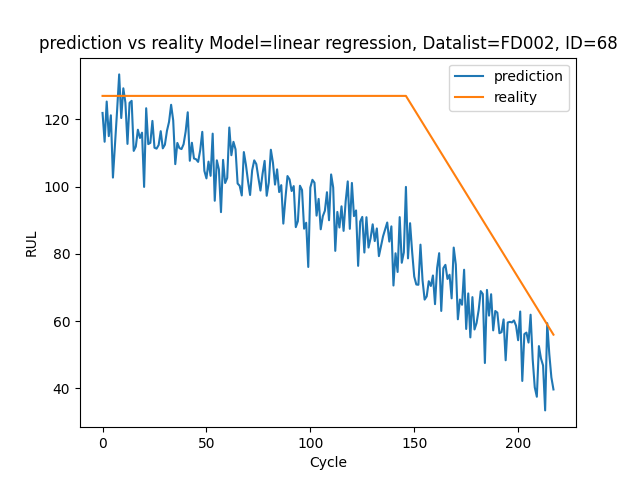 prediction vs reality Model=linear regression, Datalist=FD002, ID=68
prediction
reality
120
100
80
60
40
RUL
0
50
100
150
200
Cycle